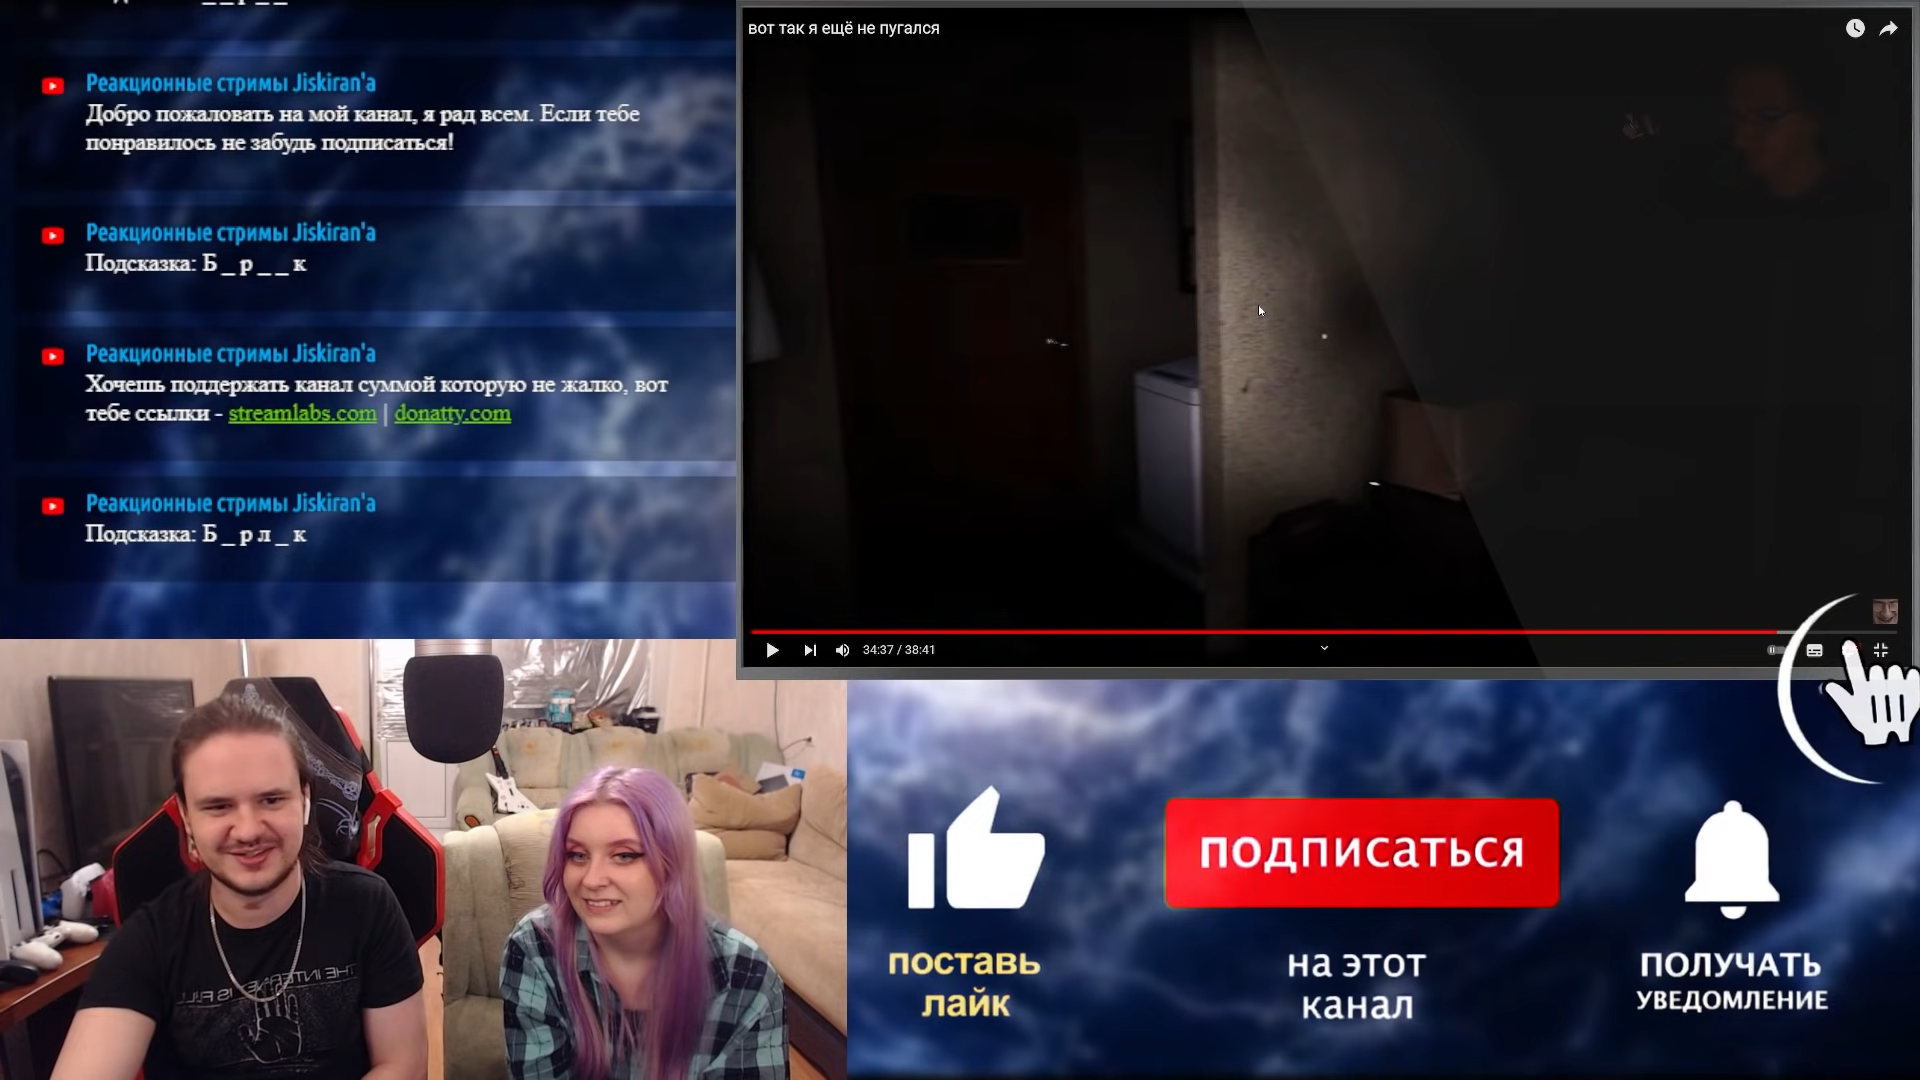 Реакционные стримы Jiskiran'a
Добро пожаловать на мой канал, я рад всем. Если тебе
понравилось не забудь подписаться!
Реакционные стримы Jiskiran'a
Подсказка: Б _ р _ _ к
Реакционные стримы Jiskiran'a
Хочешь поддержать канал суммой которую не жалко, вот
тебе ссылки - streamlabs.com | donatty.com
Реакционные стримы Jiskiran'a
Подсказка: Б _ р л _ к
вот так я ещё не пугался
34:37 / 38:41
поставь
лайк
подписаться
на этот
канал
ПОЛУЧАТЬ
УВЕДОМЛЕНИЕ